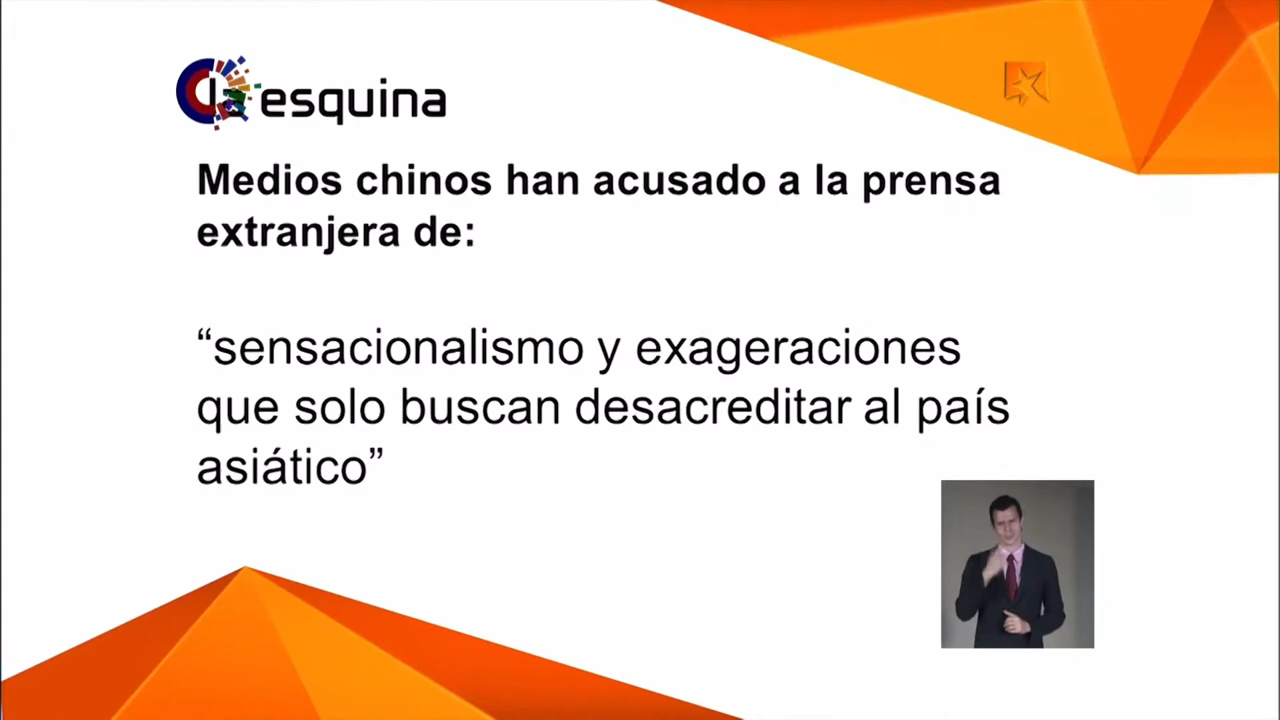 esquina
Medios chinos han acusado a la prensa
extranjera de:
“sensacionalismo y exageraciones
que solo buscan desacreditar al país
asiático”